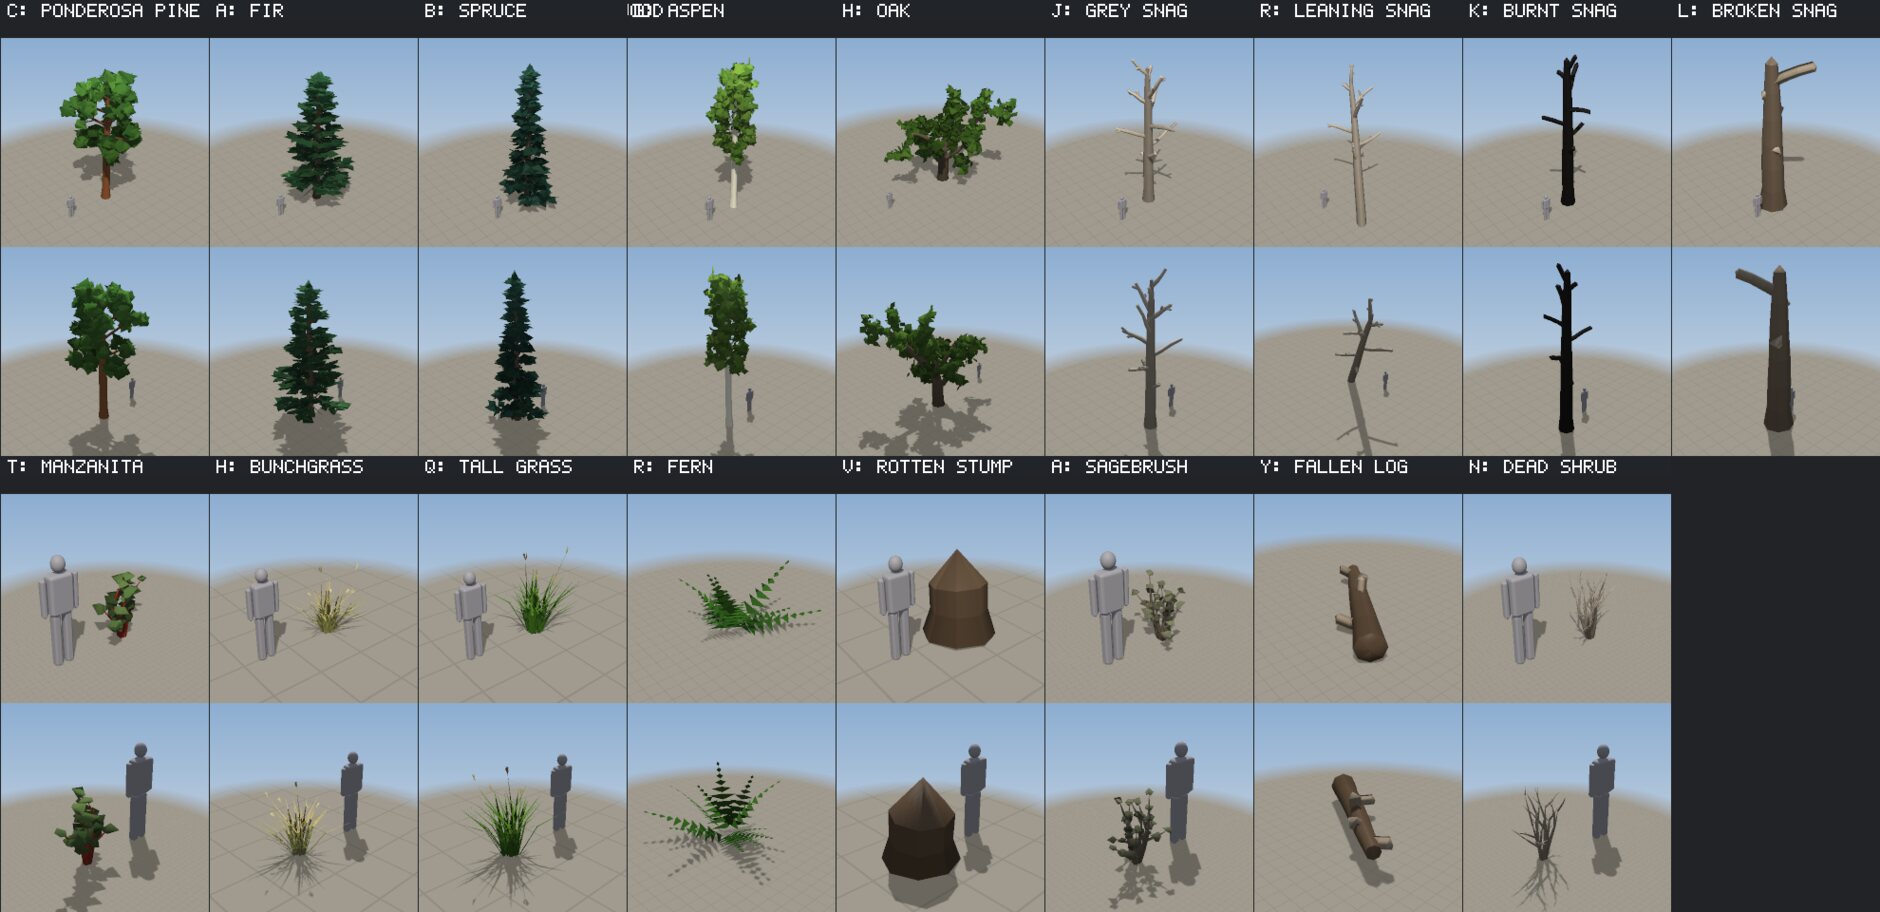 C: PONDEROSA PINE
A: FIR
B: SPRUCE
ASPEN
H: OAK
J: GREY SNAG
R: LEANING SNAG
K: BURNT SNAG
L: BROKEN SNAG
T: MANZANITA
H: BUNCHGRASS
Q: TALL GRASS
R: FERN
V: ROTTEN STUMP
A: SAGEBRUSH
Y: FALLEN LOG
N: DEAD SHRUB